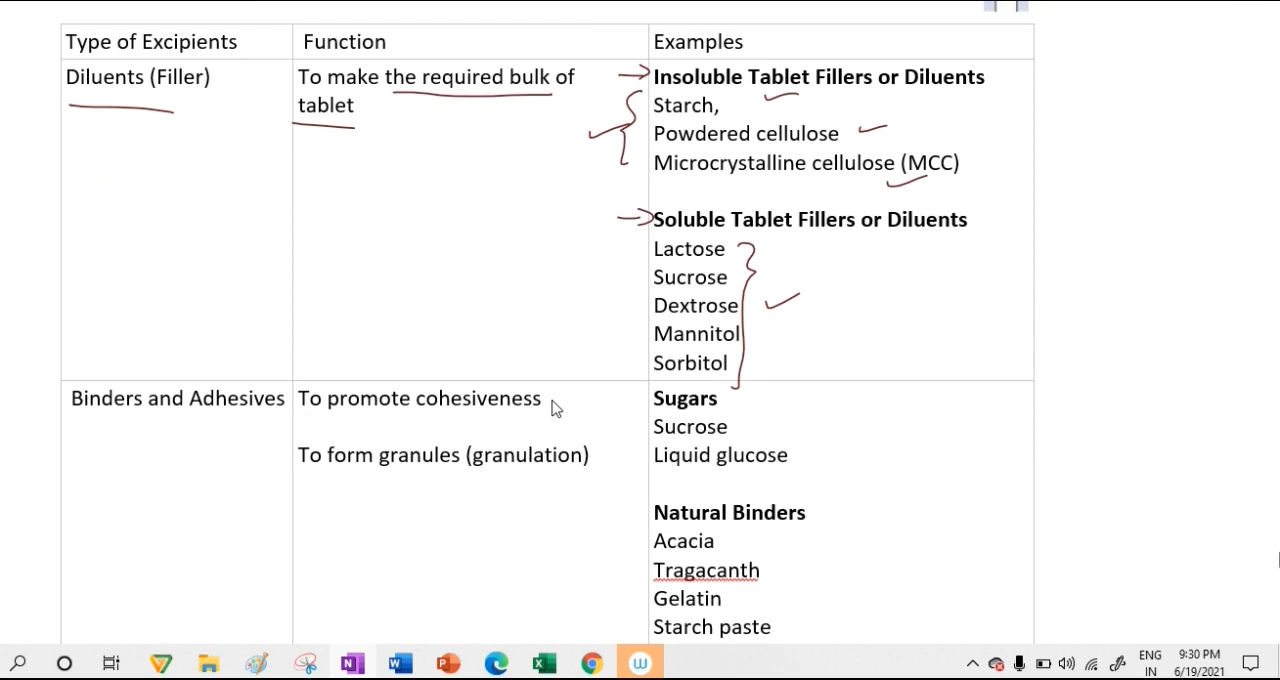 Type of Excipients Function Examples
Diluents (Filler) To make the required bulk of Insoluble Tablet Fillers or Diluents
tablet Starch,
Powdered cellulose
Microcrystalline cellulose (MCC)
Soluble Tablet Fillers or Diluents
Lactose
Sucrose
Dextrose
Mannitol
Sorbitol
Binders and Adhesives To promote cohesiveness Sugars
Sucrose
To form granules (granulation) Liquid glucose
Natural Binders
Acacia
Tragacanth
Gelatin
Starch paste
ENG 9:30 PM
IN 6/19/2021